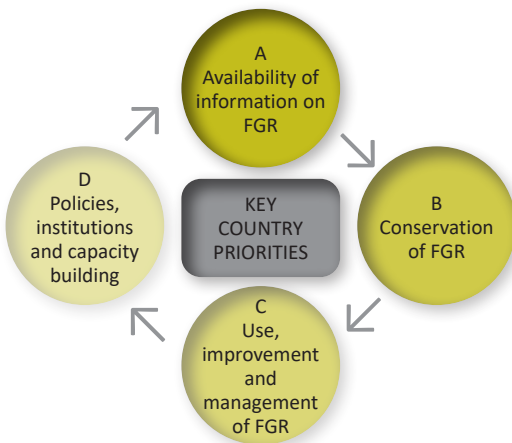 A
Availability of
information on
FGR
B
Conservation
of FGR
C
Use,
improvement
and
management
of FGR
D
Policies,
institutions
and capacity
building
KEY
COUNTRY
PRIORITIES